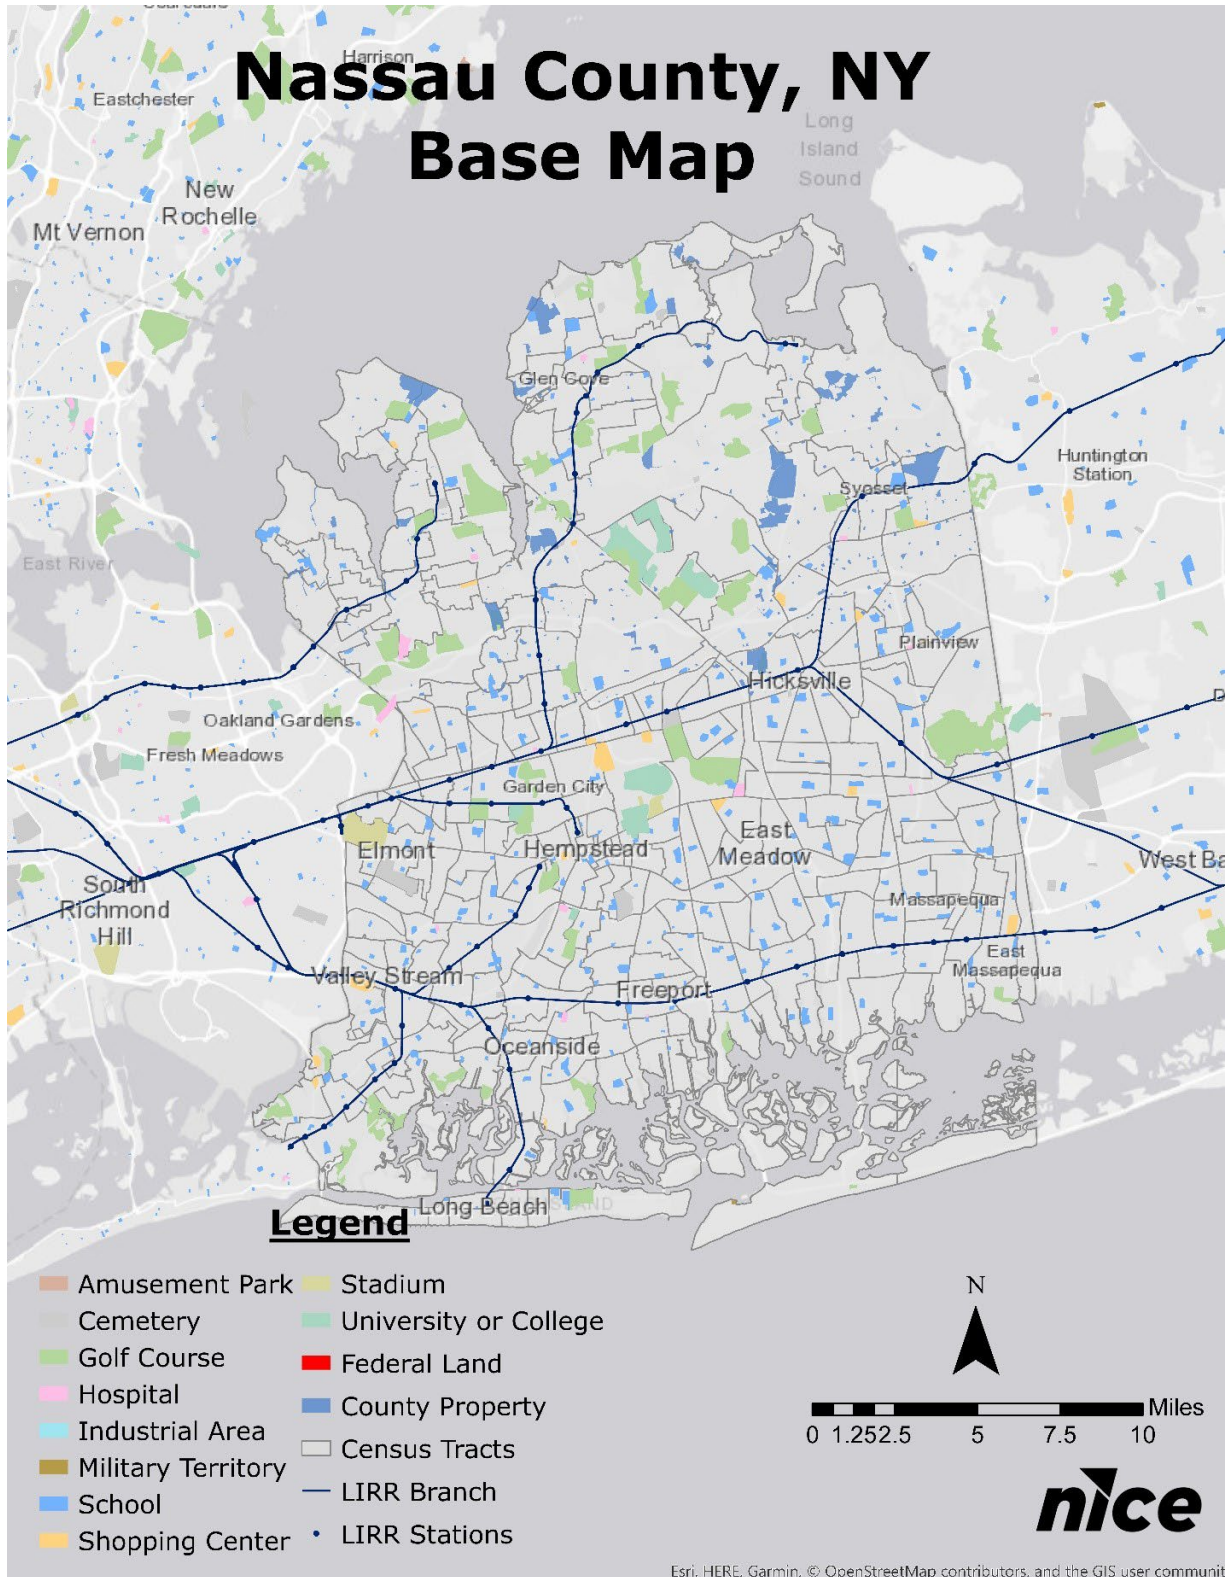 Harrison
Nassau County, NY
Base Map
Eastchester
Long
Island
Sound
New
Rochelle
Mt Vernon
Glen Cove
Huntington
Station
Syosset
East River
Plainview
Hicksville
Oakland Gardens
Fresh Meadows
Garden City
East
Meadow
Elmont
Hempstead
West Ba
South
Richmond
Hill
Massapequa
East
Massapequa
Valley Stream
Freeport
Oceanside
Long Beach
Legend
Amusement Park
Cemetery
Golf Course
Hospital
Industrial Area
Military Territory
School
Shopping Center
Stadium
University or College
Federal Land
County Property
Census Tracts
LIRR Branch
LIRR Stations
N
Miles
0 1.25 2.5 5 7.5 10
nice
Esri, HERE, Garmin, © OpenStreetMap contributors, and the GIS user communit